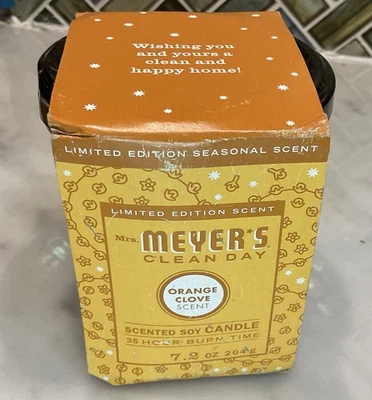 Wishing you
and yours a
clean and
happy home!
LIMITED EDITION SEASONAL SCENT
LIMITED EDITION SCENT
Mrs. MEYER'S
CLEAN DAY
ORANGE
CLOVE
SCENT
SCENTED SOY CANDLE
35 HOUR BURN TIME
7.2 OZ 204 g